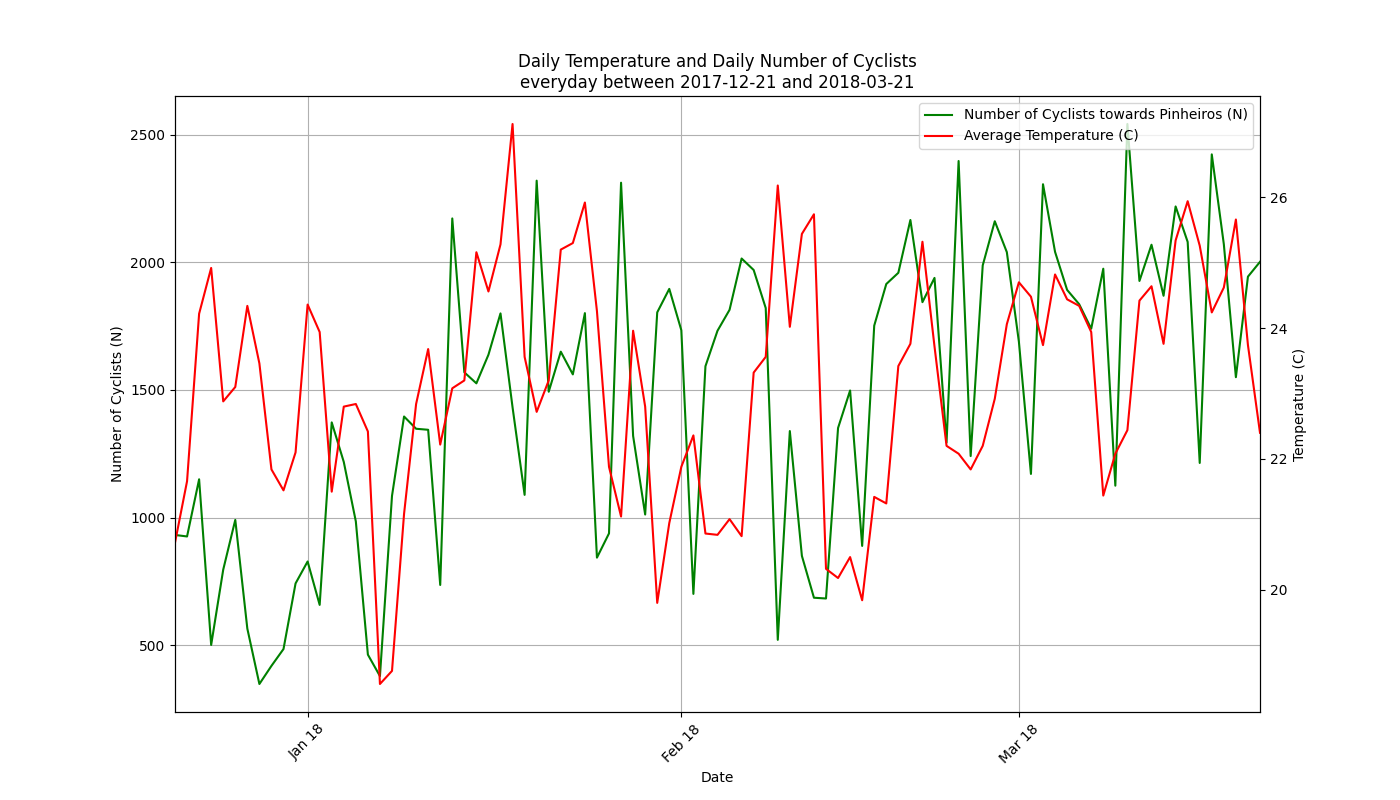 Daily Temperature and Daily Number of Cyclists
everyday between 2017-12-21 and 2018-03-21
Number of Cyclists towards Pinheiros (N)
Average Temperature (C)
Number of Cyclists (N)
2500
2000
1500
1000
500
Temperature (C)
26
24
22
20
Jan 18
Feb 18
Mar 18
Date